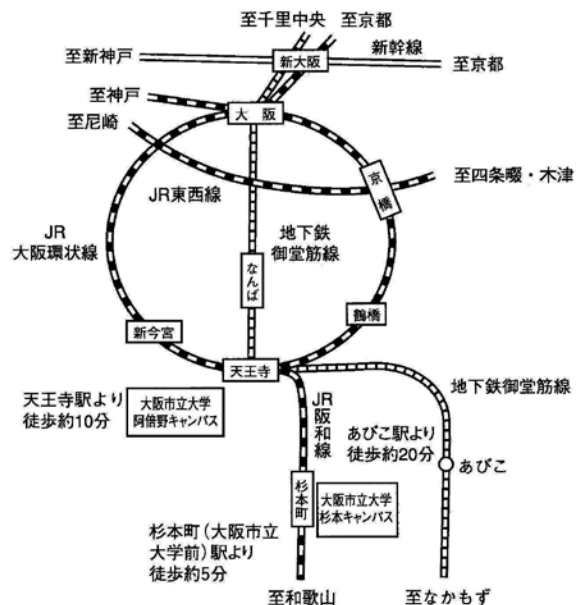 至千里中央
至京都
至新神戸
新大阪
新幹線
至京都
至神戸
大阪
至尼崎
京橋
至四条畷・木津
JR東西線
JR
大阪環状線
地下鉄
御堂筋線
なんば
鶴橋
新今宮
天王寺
天王寺駅より
徒歩約10分
大阪市立大学
阿倍野キャンパス
JR阪和線
地下鉄御堂筋線
あびこ駅より
徒歩約20分
あびこ
杉本町
大阪市立大学
杉本キャンパス
杉本町(大阪市立
大学前)駅より
徒歩約5分
至和歌山
至なかもず